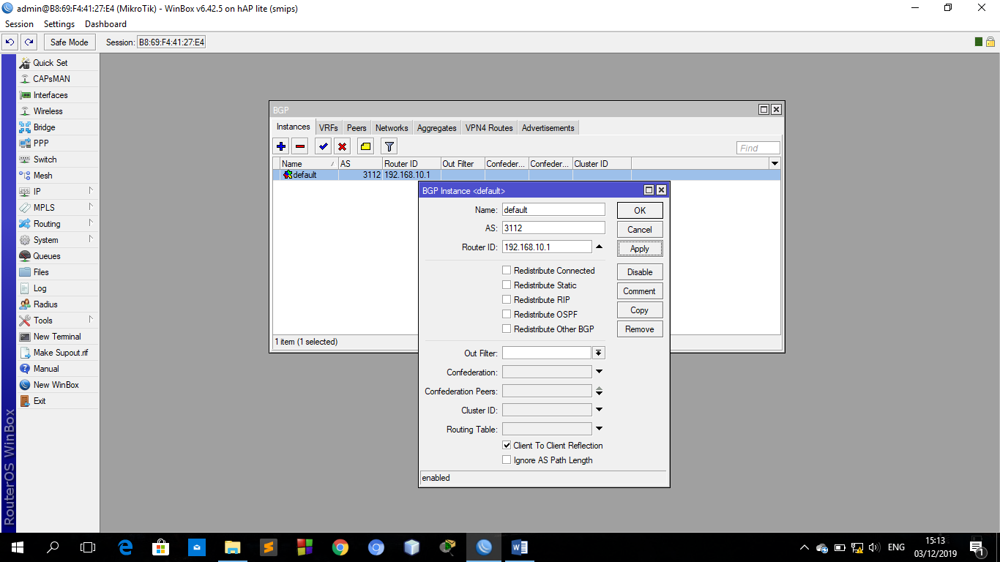 admin@B8:69:F4:41:27:E4 (MikroTik) - WinBox v6.42.5 on hAP lite (smips)
Session Settings Dashboard
Safe Mode Session: B8:69:F4:41:27:E4
Quick Set
CAPsMAN
Interfaces
Wireless
Bridge
PPP
Switch
Mesh
IP
MPLS
Routing
System
Queues
Files
Log
Radius
Tools
New Terminal
Make Supout.rif
Manual
New WinBox
Exit
RouterOS WinBox
BGP
Instances VRFs Peers Networks Aggregates VPN4 Routes Advertisements
Find
Name AS Router ID Out Filter Confeder... Confeder... Cluster ID
default 3112 192.168.10.1
1 item (1 selected)
BGP Instance <default>
Name: default
AS: 3112
Router ID: 192.168.10.1
Redistribute Connected
Redistribute Static
Redistribute RIP
Redistribute OSPF
Redistribute Other BGP
Out Filter:
Confederation:
Confederation Peers:
Cluster ID:
Routing Table:
Client To Client Reflection
Ignore AS Path Length
enabled
OK
Cancel
Apply
Disable
Comment
Copy
Remove
ENG
15:13
03/12/2019
1